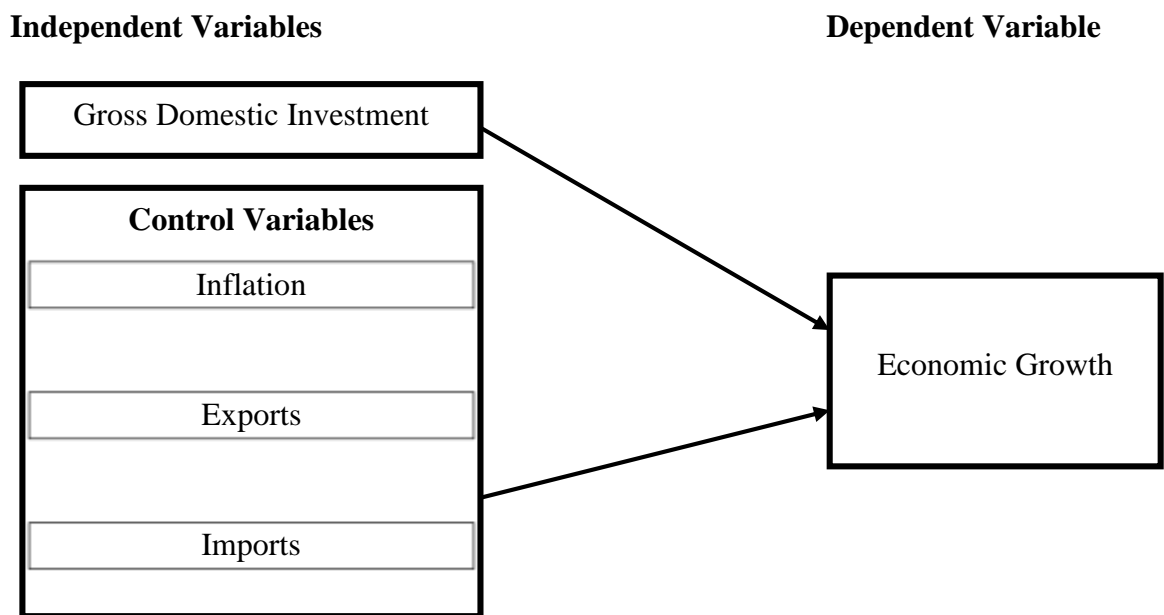 Independent Variables
Dependent Variable
Gross Domestic Investment
Control Variables
Inflation
Exports
Imports
Economic Growth